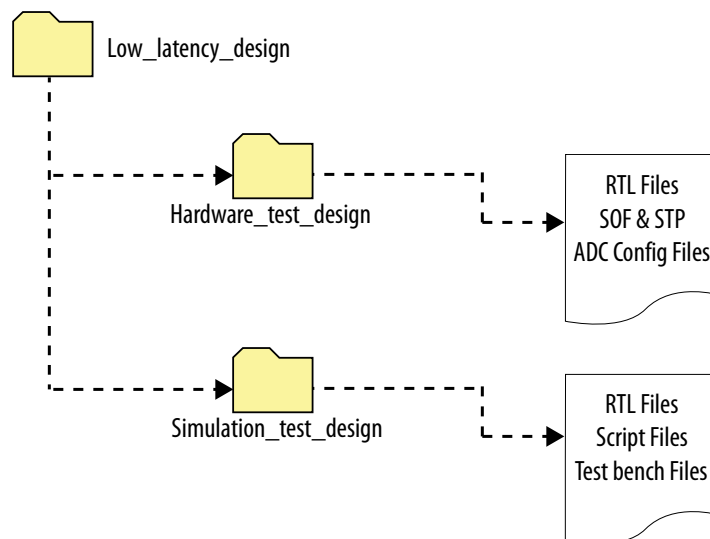 Low_latency_design
Hardware_test_design
RTL Files
SOF & STP
ADC Config Files
Simulation_test_design
RTL Files
Script Files
Test bench Files